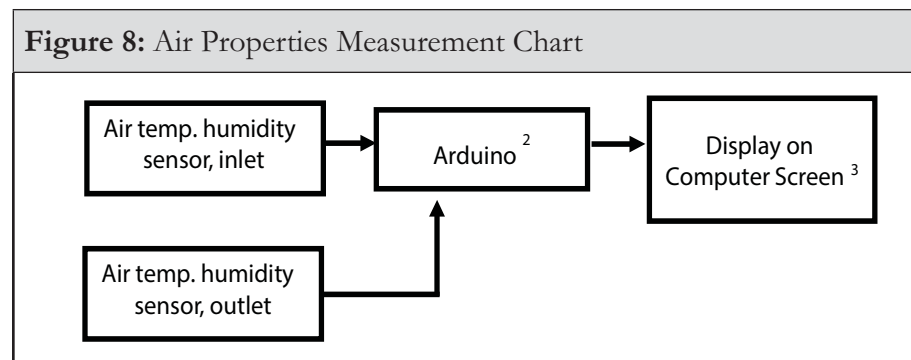 Figure 8: Air Properties Measurement Chart
Air temp. humidity
sensor, inlet
Arduino ²
Display on
Computer Screen ³
Air temp. humidity
sensor, outlet